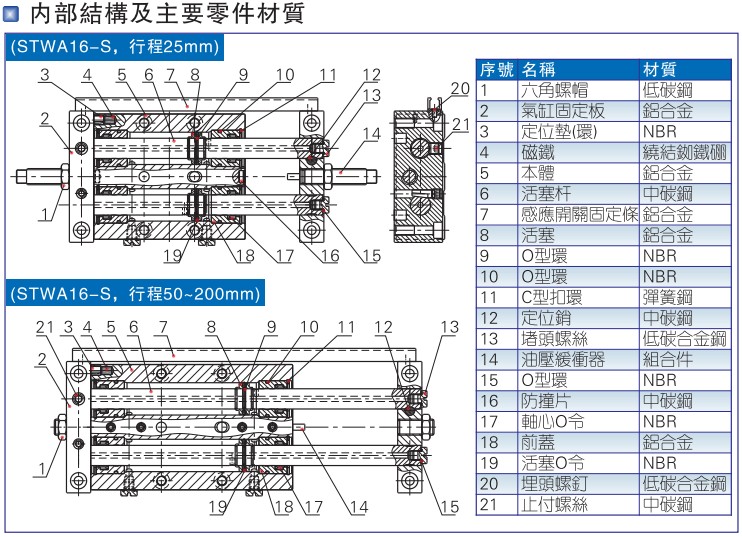 内部結構及主要零件材質
(STWA16-S，行程25mm)
3 4 5 6 7 8 9 10 11 12
13
2
14
1
19 18 17 16 15
20
21
(STWA16-S，行程50~200mm)
21 3 4 5 6 7 8 9 10 11 12 13
2
1
19 18 17 14 15
序號 名稱 材質
1 六角螺帽 低碳鋼
2 氣缸固定板 鋁合金
3 定位墊(環) NBR
4 磁鐵 繞結銣鐵硼
5 本體 鋁合金
6 活塞杆 中碳鋼
7 感應開關固定條 鋁合金
8 活塞 鋁合金
9 O型環 NBR
10 O型環 NBR
11 C型扣環 彈簧鋼
12 定位銷 中碳鋼
13 堵頭螺絲 低碳合金鋼
14 油壓緩衝器 組合件
15 O型環 NBR
16 防撞片 中碳鋼
17 軸心O令 NBR
18 前蓋 鋁合金
19 活塞O令 NBR
20 埋頭螺釘 低碳合金鋼
21 止付螺絲 中碳鋼